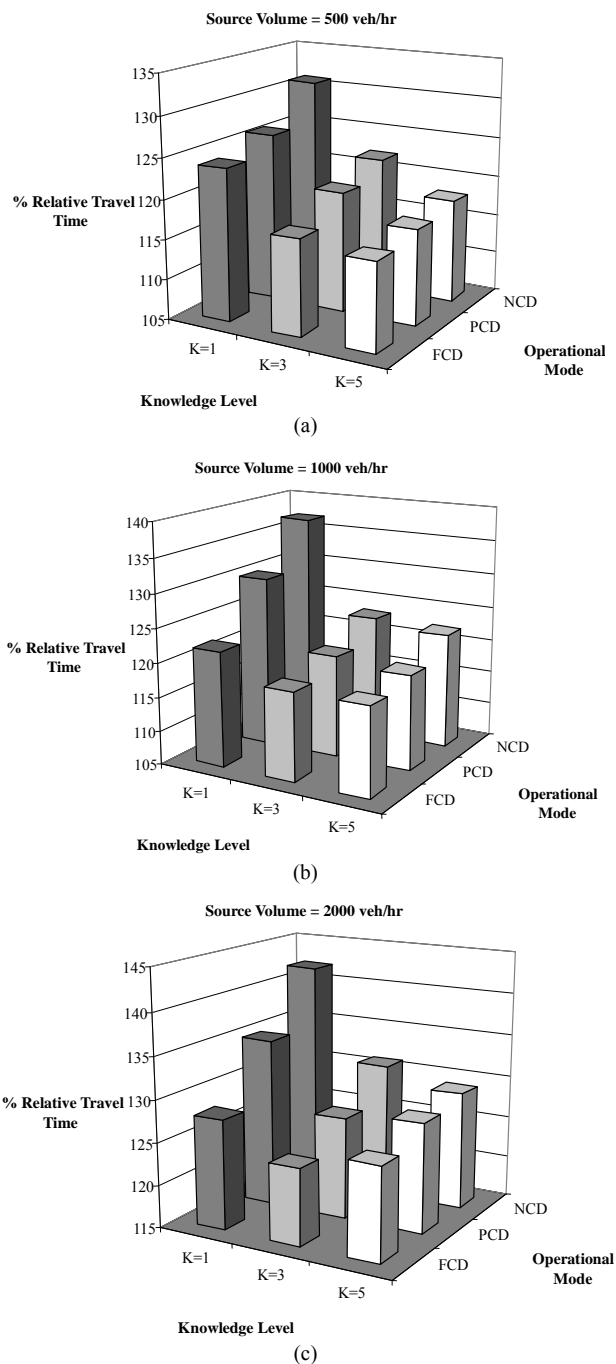 Source Volume = 500 veh/hr
135
130
125
% Relative Travel
Time
120
115
110
105
K=1
K=3
K=5
FCD
PCD
NCD
Operational
Mode
Knowledge Level
(a)
Source Volume = 1000 veh/hr
140
135
130
125
% Relative Travel
Time
120
115
110
105
K=1
K=3
K=5
FCD
PCD
NCD
Operational
Mode
Knowledge Level
(b)
Source Volume = 2000 veh/hr
145
140
135
% Relative Travel
Time
130
125
120
115
K=1
K=3
K=5
FCD
PCD
NCD
Operational
Mode
Knowledge Level
(c)